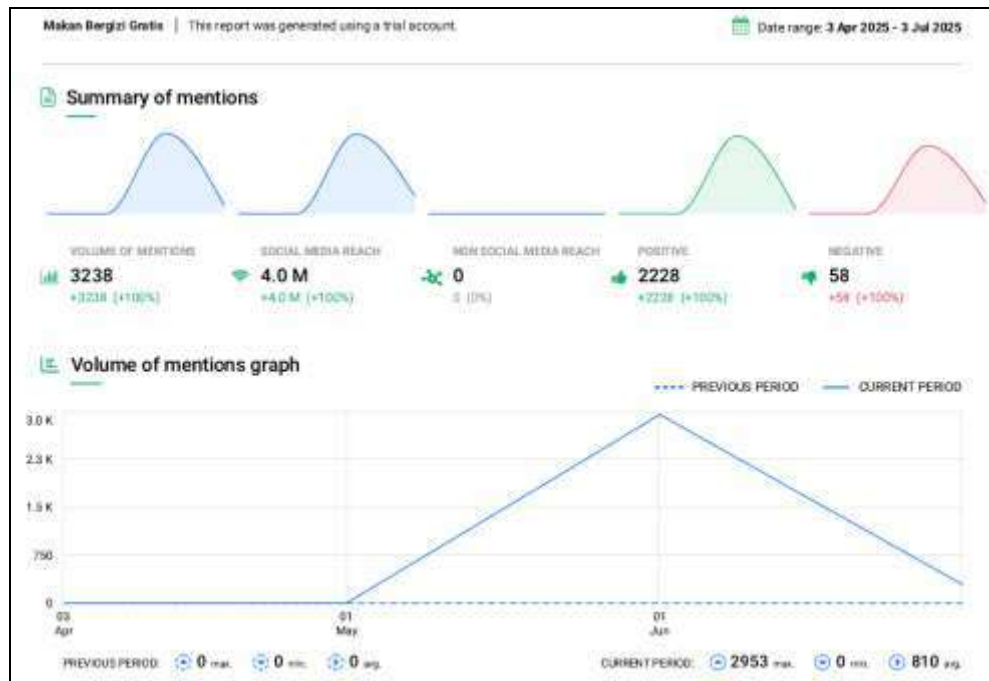 Makan Bergizi Gratis | This report was generated using a trial account.
Date range: 3 Apr 2025 - 3 Jul 2025
Summary of mentions
VOLUME OF MENTIONS
3238
+3238 (+100%)
SOCIAL MEDIA REACH
4.0 M
+4.0 M (+100%)
NON SOCIAL MEDIA REACH
0
0 (0%)
POSITIVE
2228
+2228 (+100%)
NEGATIVE
58
+58 (+100%)
Volume of mentions graph
PREVIOUS PERIOD
CURRENT PERIOD
3.0 K
2.3 K
1.5 K
750
0
03
Apr
01
May
01
Jun
PREVIOUS PERIOD: 0 max. 0 min. 0 avg.
CURRENT PERIOD: 2953 max. 0 min. 810 avg.